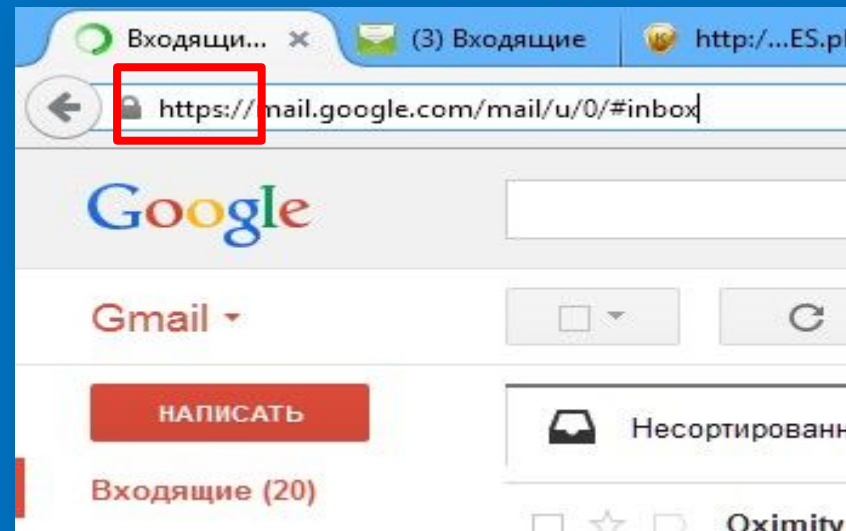 Входящи...
(3) Входящие
http:/...ES.p
https://mail.google.com/mail/u/0/#inbox
Google
Gmail
НАПИСАТЬ
Несортированн
Входящие (20)
Oximity